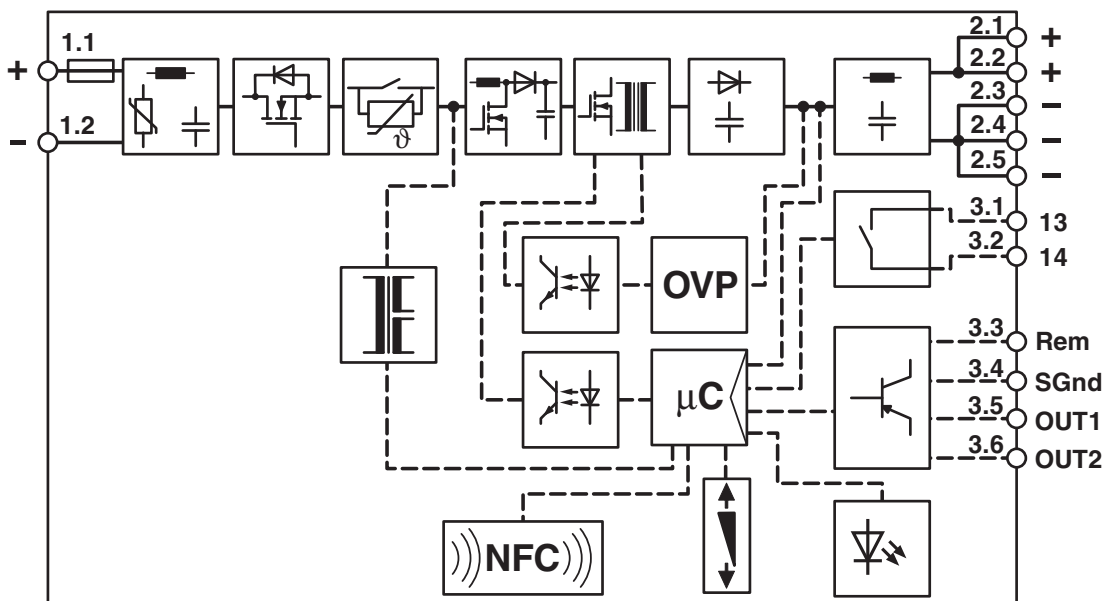 + 1.1
- 1.2
2.1 +
2.2 +
2.3 −
2.4 −
2.5 −
3.1 13
3.2 14
ϑ
OVP
μC
3.3 Rem
3.4 SGnd
3.5 OUT1
3.6 OUT2
NFC